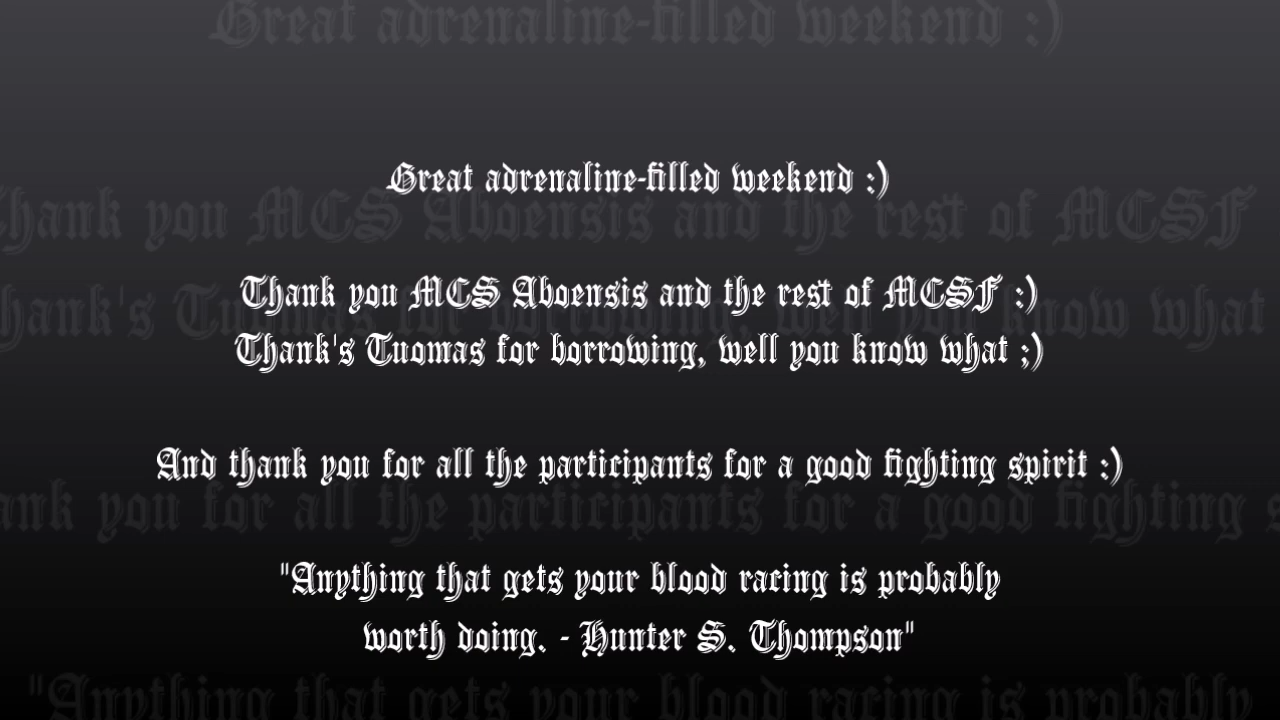 Great adrenaline-filled weekend :)
Thank you MCS Aboensis and the rest of MCSF :)
Thank's Tuomas for borrowing, well you know what ;)
And thank you for all the participants for a good fighting spirit :)
"Anything that gets your blood racing is probably
worth doing. - Hunter S. Thompson"